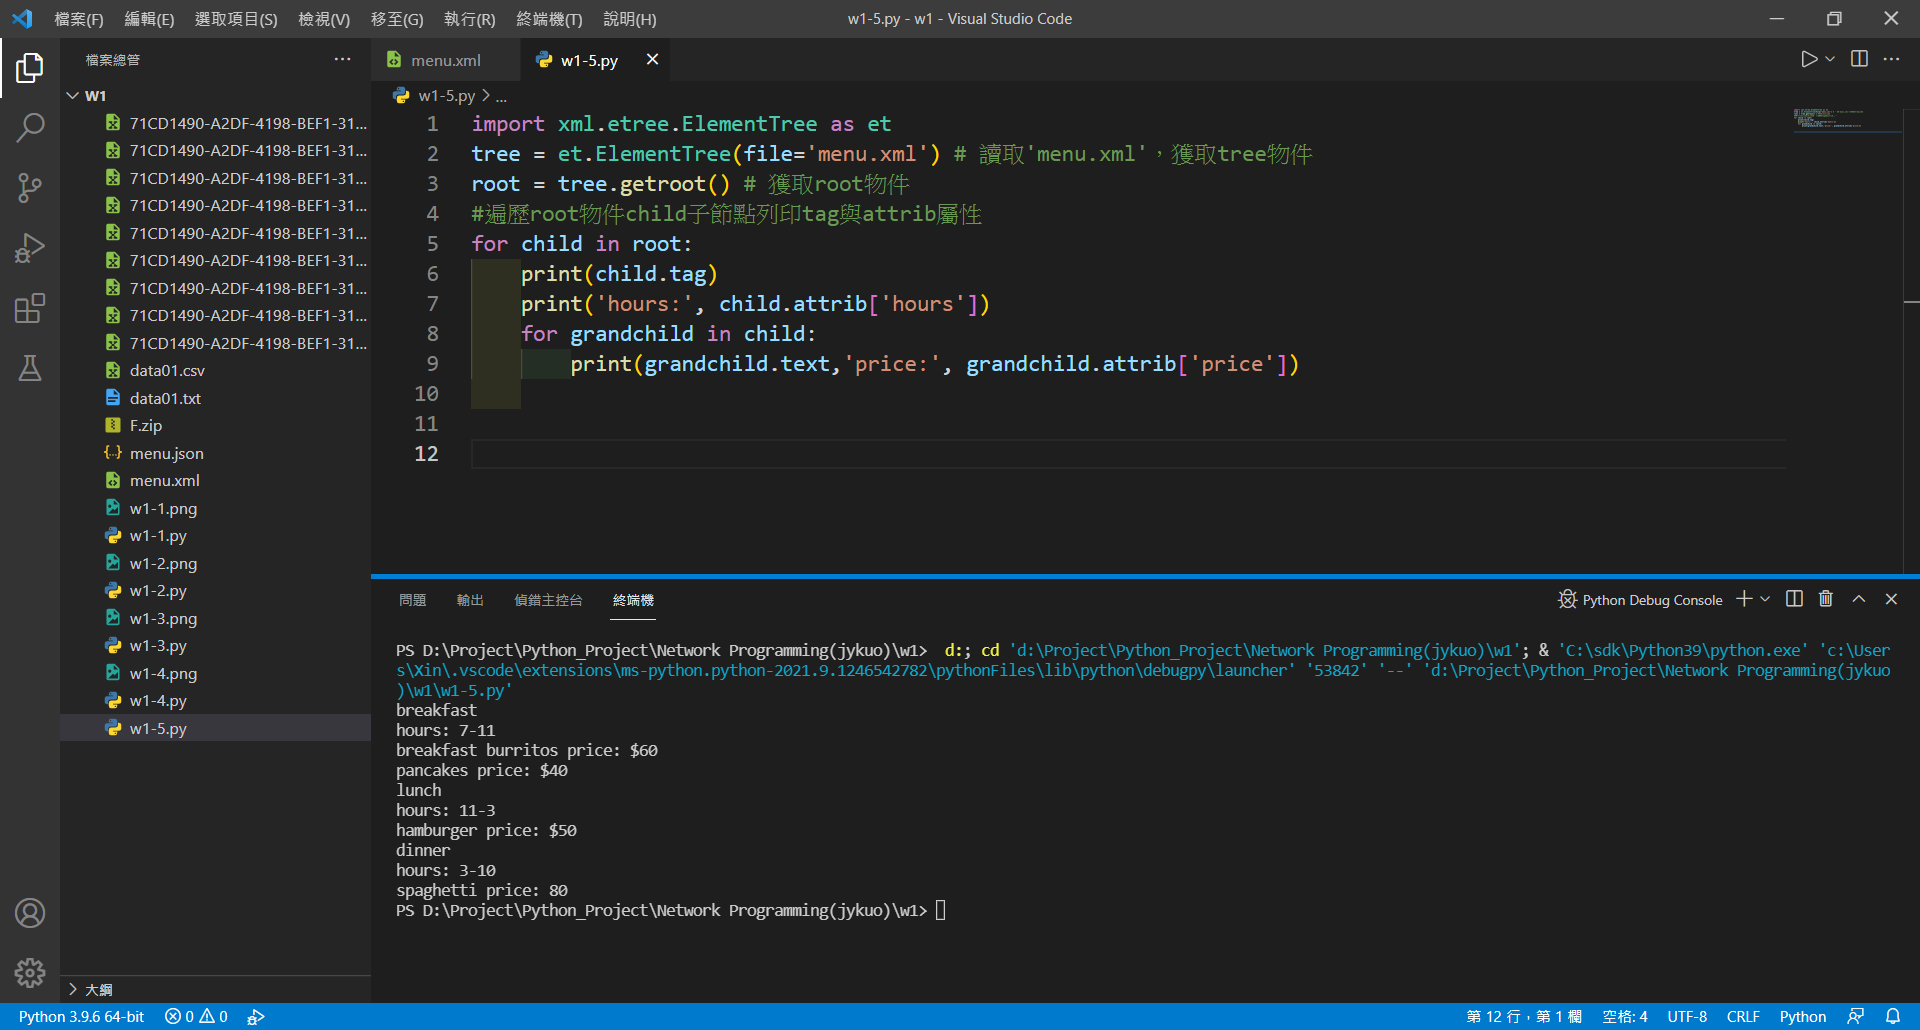 檔案(F) 編輯(E) 選取項目(S) 檢視(V) 移至(G) 執行(R) 終端機(T) 說明(H) w1-5.py - w1 - Visual Studio Code
檔案總管
W1
71CD1490-A2DF-4198-BEF1-31...
71CD1490-A2DF-4198-BEF1-31...
71CD1490-A2DF-4198-BEF1-31...
71CD1490-A2DF-4198-BEF1-31...
71CD1490-A2DF-4198-BEF1-31...
71CD1490-A2DF-4198-BEF1-31...
71CD1490-A2DF-4198-BEF1-31...
71CD1490-A2DF-4198-BEF1-31...
71CD1490-A2DF-4198-BEF1-31...
data01.csv
data01.txt
F.zip
menu.json
menu.xml
w1-1.png
w1-1.py
w1-2.png
w1-2.py
w1-3.png
w1-3.py
w1-4.png
w1-4.py
w1-5.py
大綱
menu.xml w1-5.py
w1-5.py > ...
1 import xml.etree.ElementTree as et
2 tree = et.ElementTree(file='menu.xml') # 讀取'menu.xml'，獲取tree物件
3 root = tree.getroot() # 獲取root物件
4 #遍歷root物件child子節點列印tag與attrib屬性
5 for child in root:
6 print(child.tag)
7 print('hours:', child.attrib['hours'])
8 for grandchild in child:
9 print(grandchild.text,'price:', grandchild.attrib['price'])
10
11
12
問題 輸出 偵錯主控台 終端機 Python Debug Console
PS D:\Project\Python_Project\Network Programming(jykuo)\w1>  d:; cd 'd:\Project\Python_Project\Network Programming(jykuo)\w1'; & 'C:\sdk\Python39\python.exe' 'c:\User
s\Xin\.vscode\extensions\ms-python.python-2021.9.1246542782\pythonFiles\lib\python\debugpy\launcher' '53842' '--' 'd:\Project\Python_Project\Network Programming(jykuo
)\w1\w1-5.py'
breakfast
hours: 7-11
breakfast burritos price: $60
pancakes price: $40
lunch
hours: 11-3
hamburger price: $50
dinner
hours: 3-10
spaghetti price: 80
PS D:\Project\Python_Project\Network Programming(jykuo)\w1>
Python 3.9.6 64-bit 0 0 第 12 行，第 1 欄 空格: 4 UTF-8 CRLF Python